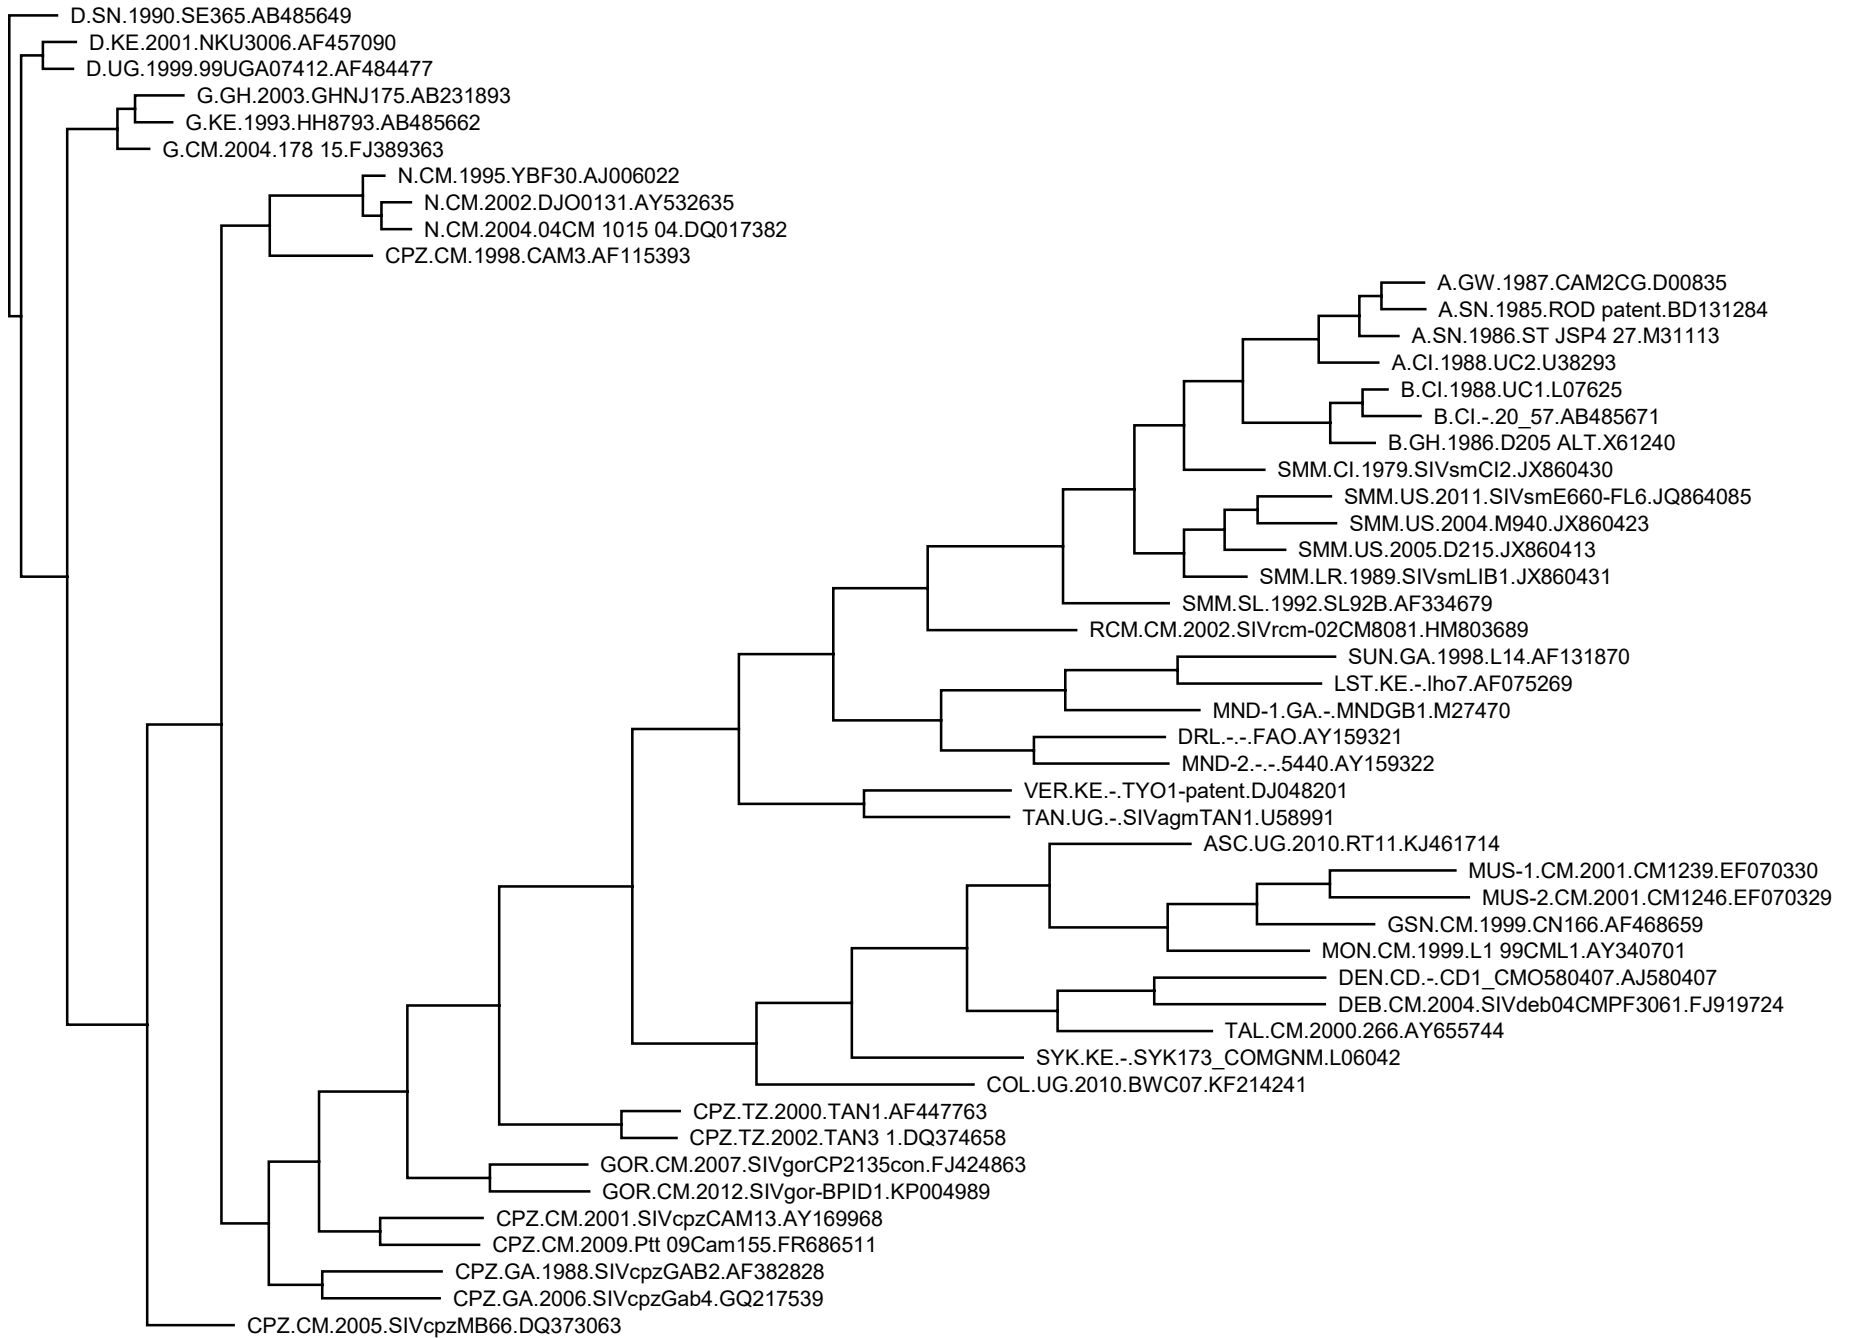 D.SN.1990.SE365.AB485649
D.KE.2001.NKU3006.AF457090
D.UG.1999.99UGA07412.AF484477
G.GH.2003.GHNJ175.AB231893
G.KE.1993.HH8793.AB485662
G.CM.2004.178 15.FJ389363
N.CM.1995.YBF30.AJ006022
N.CM.2002.DJO0131.AY532635
N.CM.2004.04CM 1015 04.DQ017382
CPZ.CM.1998.CAM3.AF115393
A.GW.1987.CAM2CG.D00835
A.SN.1985.ROD patent.BD131284
A.SN.1986.ST JSP4 27.M31113
A.CI.1988.UC2.U38293
B.CI.1988.UC1.L07625
B.CI.-.20_57.AB485671
B.GH.1986.D205 ALT.X61240
SMM.CI.1979.SIVsmCI2.JX860430
SMM.US.2011.SIVsmE660-FL6.JQ864085
SMM.US.2004.M940.JX860423
SMM.US.2005.D215.JX860413
SMM.LR.1989.SIVsmLIB1.JX860431
SMM.SL.1992.SL92B.AF334679
RCM.CM.2002.SIVrcm-02CM8081.HM803689
SUN.GA.1998.L14.AF131870
LST.KE.-.lho7.AF075269
MND-1.GA.-.MNDGB1.M27470
DRL.-.-.FAO.AY159321
MND-2.-.-.5440.AY159322
VER.KE.-.TYO1-patent.DJ048201
TAN.UG.-.SIVagmTAN1.U58991
ASC.UG.2010.RT11.KJ461714
MUS-1.CM.2001.CM1239.EF070330
MUS-2.CM.2001.CM1246.EF070329
GSN.CM.1999.CN166.AF468659
MON.CM.1999.L1 99CML1.AY340701
DEN.CD.-.CD1_CMO580407.AJ580407
DEB.CM.2004.SIVdeb04CMPF3061.FJ919724
TAL.CM.2000.266.AY655744
SYK.KE.-.SYK173_COMGNM.L06042
COL.UG.2010.BWC07.KF214241
CPZ.TZ.2000.TAN1.AF447763
CPZ.TZ.2002.TAN3 1.DQ374658
GOR.CM.2007.SIVgorCP2135con.FJ424863
GOR.CM.2012.SIVgor-BPID1.KP004989
CPZ.CM.2001.SIVcpzCAM13.AY169968
CPZ.CM.2009.Ptt 09Cam155.FR686511
CPZ.GA.1988.SIVcpzGAB2.AF382828
CPZ.GA.2006.SIVcpzGab4.GQ217539
CPZ.CM.2005.SIVcpzMB66.DQ373063